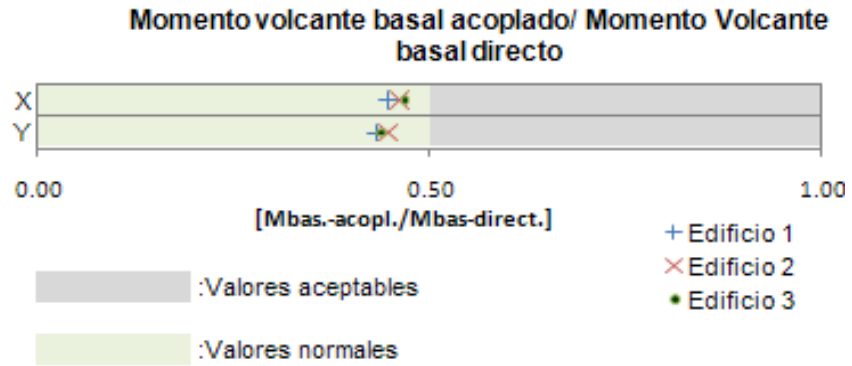 Momento volcante basal acoplado/ Momento Volcante
basal directo
X
Y
0.00 0.50 1.00
[Mbas.-acopl./Mbas-direct.]
Edificio 1
Edificio 2
Edificio 3
:Valores aceptables
:Valores normales